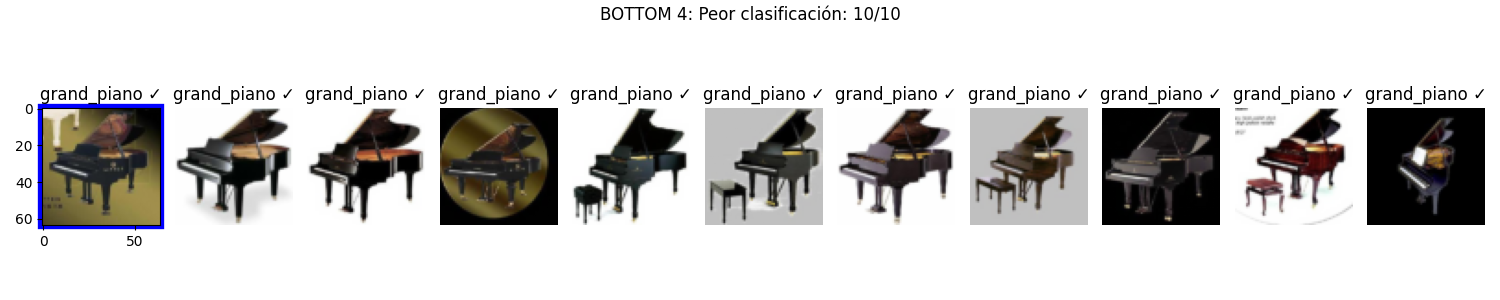 BOTTOM 4: Peor clasificación: 10/10
grand_piano ✓ grand_piano ✓ grand_piano ✓ grand_piano ✓ grand_piano ✓ grand_piano ✓ grand_piano ✓ grand_piano ✓ grand_piano ✓ grand_piano ✓ grand_piano ✓
0
20
40
60
0 50